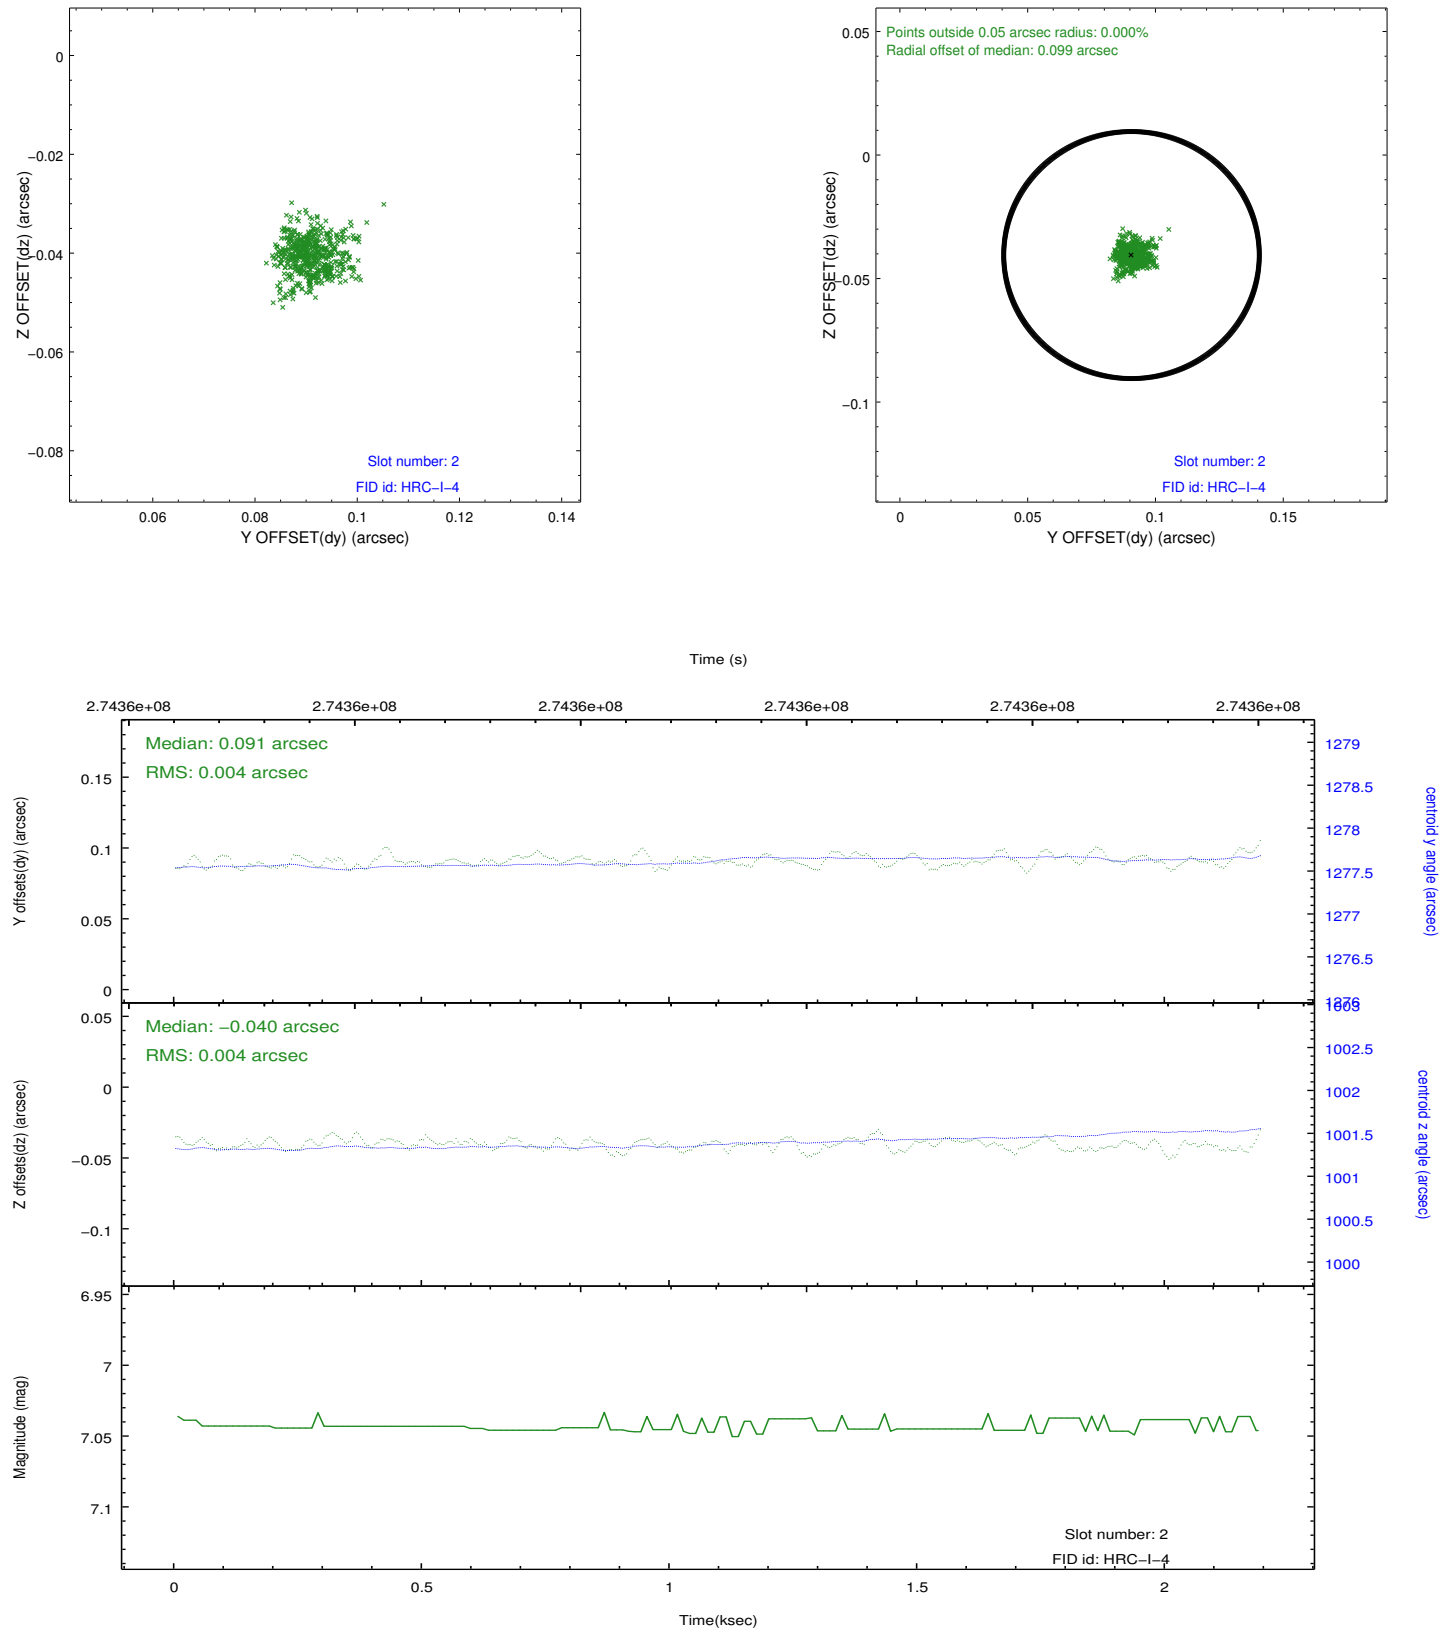 0
−0.02
−0.04
−0.06
−0.08
Z OFFSET(dz) (arcsec)
Slot number: 2
FID id: HRC−I−4
0.06
0.08
0.1
0.12
0.14
Y OFFSET(dy) (arcsec)
Points outside 0.05 arcsec radius: 0.000%
Radial offset of median: 0.099 arcsec
0.05
0
−0.05
−0.1
Z OFFSET(dz) (arcsec)
Slot number: 2
FID id: HRC−I−4
0
0.05
0.1
0.15
Y OFFSET(dy) (arcsec)
Time (s)
2.7436e+08
2.7436e+08
2.7436e+08
2.7436e+08
2.7436e+08
2.7436e+08
Median: 0.091 arcsec
RMS: 0.004 arcsec
0.15
0.1
0.05
0
Y offsets(dy) (arcsec)
1279
1278.5
1278
1277.5
1277
1276.5
1276
centroid y angle (arcsec)
Median: −0.040 arcsec
RMS: 0.004 arcsec
0.05
0
−0.05
−0.1
Z offsets(dz) (arcsec)
1003
1002.5
1002
1001.5
1001
1000.5
1000
centroid z angle (arcsec)
6.95
7
7.05
7.1
Magnitude (mag)
Slot number: 2
FID id: HRC−I−4
0
0.5
1
1.5
2
Time(ksec)